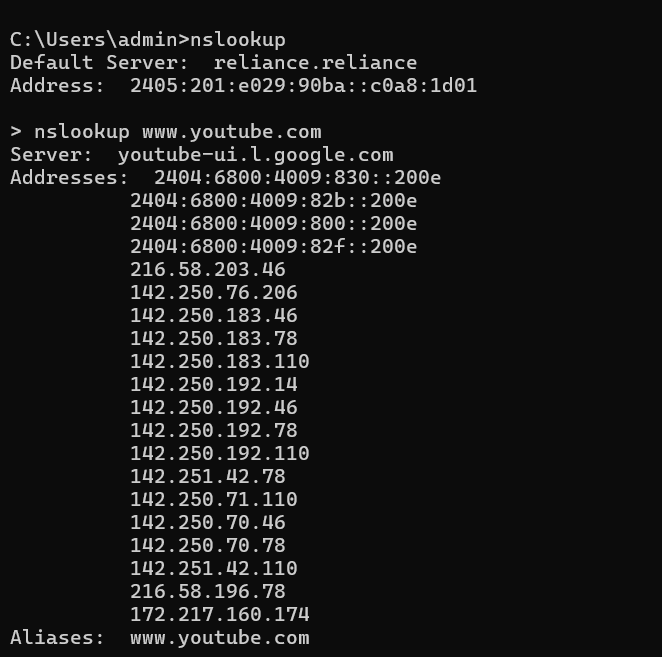 C:\Users\admin>nslookup
Default Server:  reliance.reliance
Address:  2405:201:e029:90ba::c0a8:1d01
> nslookup www.youtube.com
Server:  youtube-ui.l.google.com
Addresses:  2404:6800:4009:830::200e
2404:6800:4009:82b::200e
2404:6800:4009:800::200e
2404:6800:4009:82f::200e
216.58.203.46
142.250.76.206
142.250.183.46
142.250.183.78
142.250.183.110
142.250.192.14
142.250.192.46
142.250.192.78
142.250.192.110
142.251.42.78
142.250.71.110
142.250.70.46
142.250.70.78
142.251.42.110
216.58.196.78
172.217.160.174
Aliases:  www.youtube.com